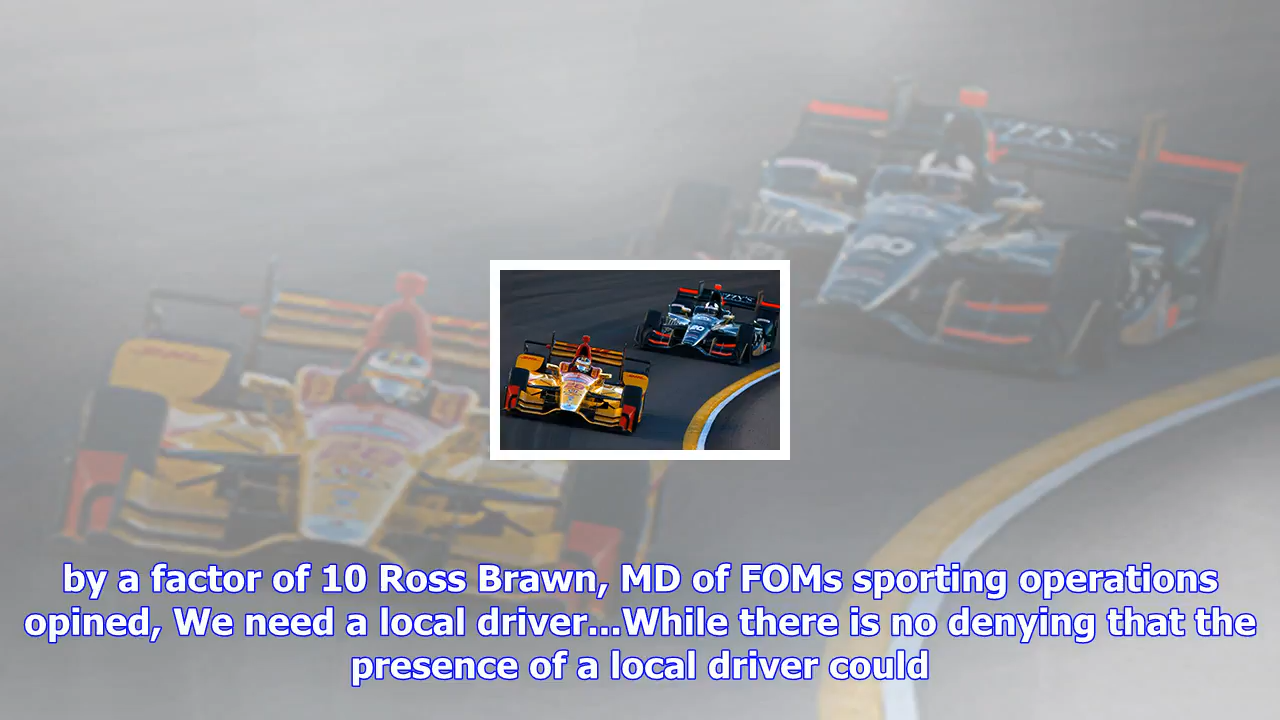 20
by a factor of 10 Ross Brawn, MD of FOMs sporting operations
opined, We need a local driver...While there is no denying that the
presence of a local driver could